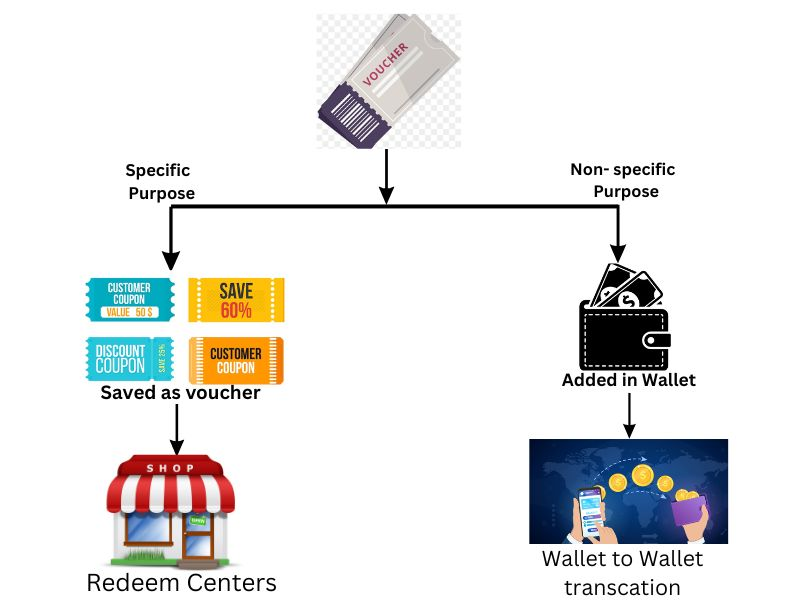 VOUCHER
Specific
Purpose
Non- specific
Purpose
CUSTOMER
COUPON
VALUE 50 $
SAVE
60%
DISCOUNT
COUPON
SAVE 25%
CUSTOMER
COUPON
Saved as voucher
Added in Wallet
SHOP
OPEN
Redeem Centers
Wallet to Wallet
transcation